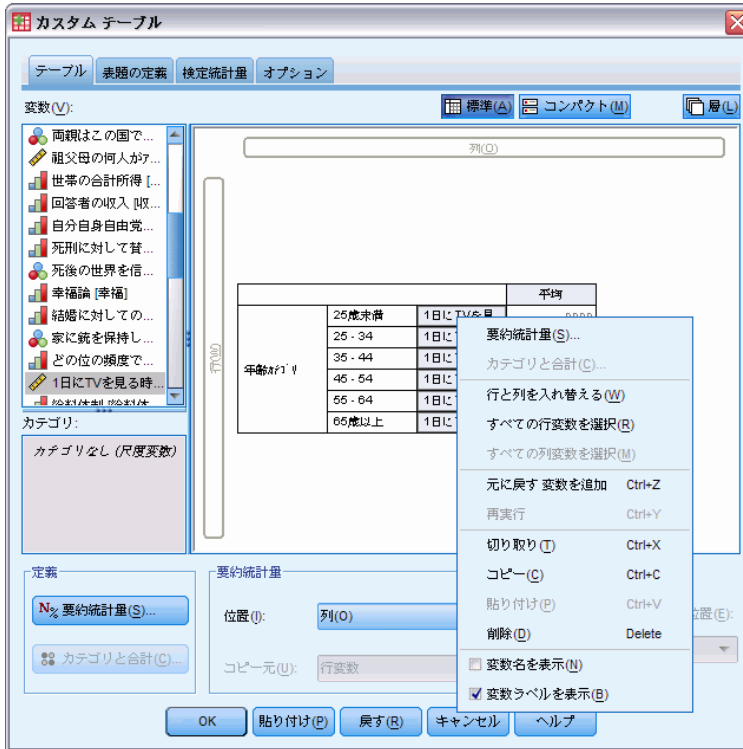 カスタム テーブル
テーブル 表題の定義 検定統計量 オプション
変数(V):
標準(A) コンパクト(M) 層(L)
両親はこの国で...
祖父母の何人がア...
世帯の合計所得 [...
回答者の収入 [収...
自分自身自由党...
死刑に対して賛...
死後の世界を信...
幸福論 [幸福]
結婚に対しての...
家に銃を保持し...
どの位の頻度で...
1日にTVを見る時...
給料体制 [給料体...
カテゴリ:
カテゴリなし (尺度変数)
列(O)
行(W)
平均
年齢カテゴリ
25歳未満 1日にTVを見 nnnn
25 - 34 1日に
35 - 44 1日に
45 - 54 1日に
55 - 64 1日に
65歳以上 1日に
要約統計量(S)...
カテゴリと合計(C)...
行と列を入れ替える(W)
すべての行変数を選択(R)
すべての列変数を選択(M)
元に戻す 変数を追加 Ctrl+Z
再実行 Ctrl+Y
切り取り(T) Ctrl+X
コピー(C) Ctrl+C
貼り付け(P) Ctrl+V
削除(D) Delete
変数名を表示(N)
変数ラベルを表示(B)
定義
N% 要約統計量(S)...
カテゴリと合計(C)...
要約統計量
位置(I): 列(O)
コピー元(U): 行変数
位置(E):
OK 貼り付け(P) 戻す(R) キャンセル ヘルプ